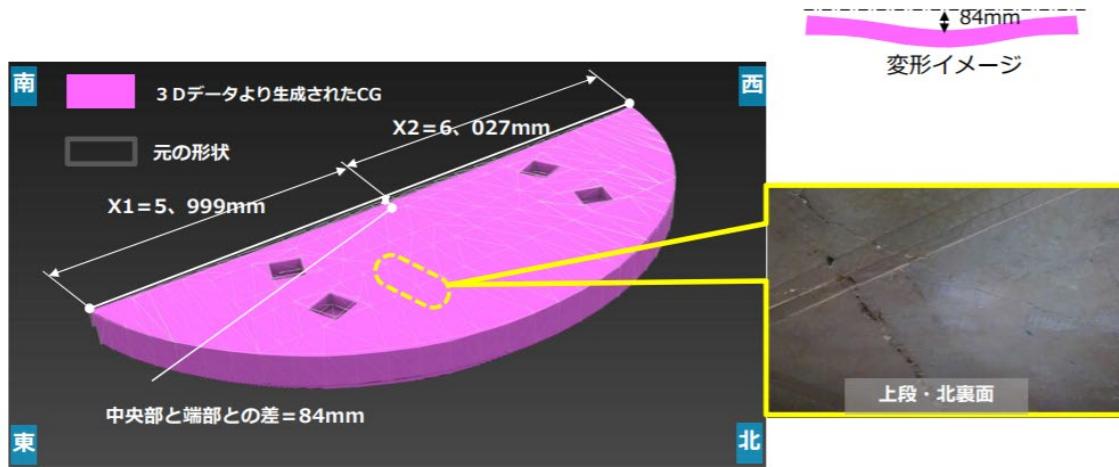 84mm
変形イメージ
南
西
3Dデータより生成されたCG
元の形状
X2=6、027mm
X1=5、999mm
中央部と端部との差=84mm
上段・北裏面
東
北